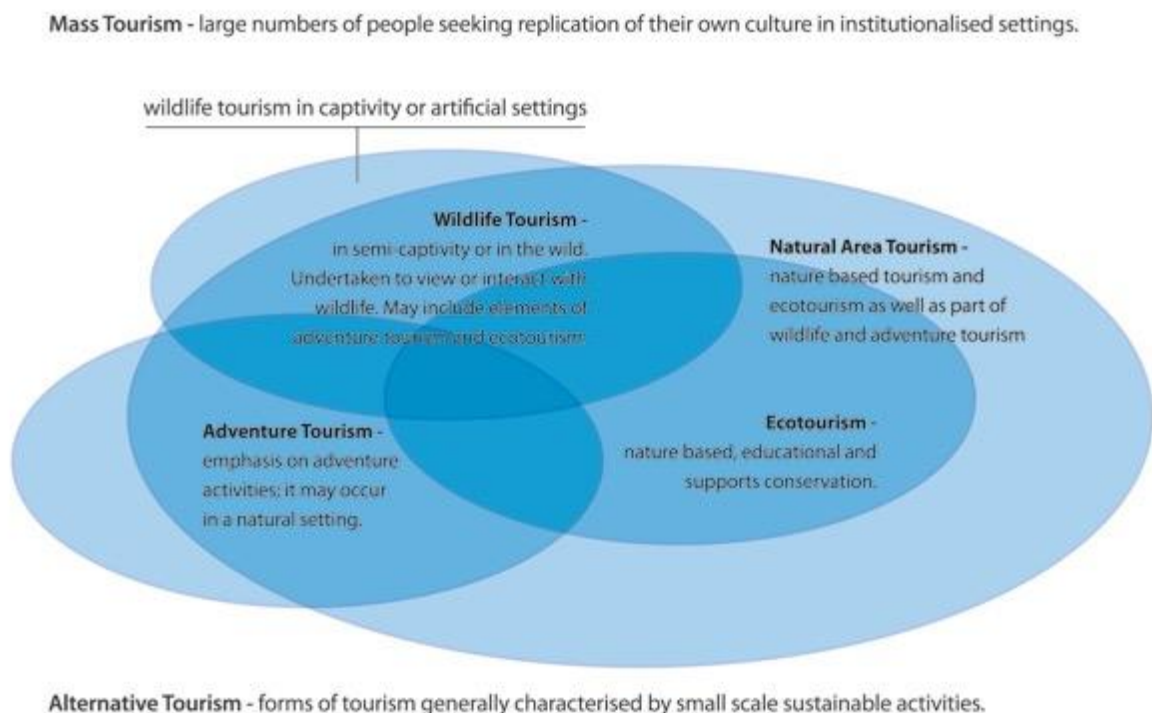 Mass Tourism - large numbers of people seeking replication of their own culture in institutionalised settings.
wildlife tourism in captivity or artificial settings
Wildlife Tourism -
in semi-captivity or in the wild.
Undertaken to view or interact with
wildlife. May include elements of
adventure tourism and ecotourism
Natural Area Tourism -
nature based tourism and
ecotourism as well as part of
wildlife and adventure tourism
Adventure Tourism -
emphasis on adventure
activities; it may occur
in a natural setting.
Ecotourism -
nature based, educational and
supports conservation.
Alternative Tourism - forms of tourism generally characterised by small scale sustainable activities.